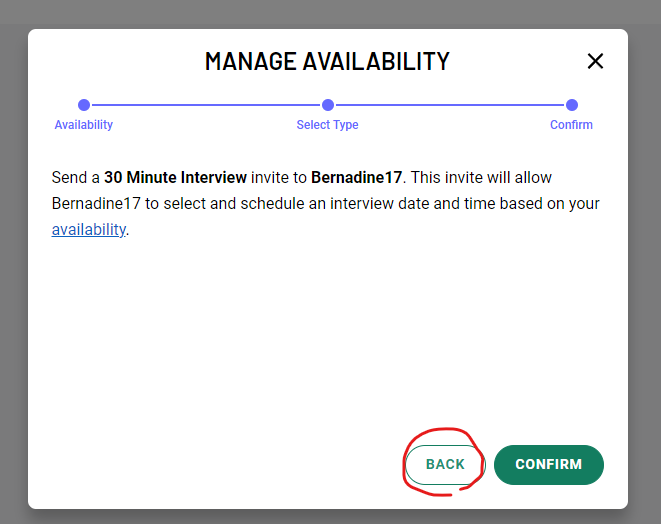 MANAGE AVAILABILITY
Availability
Select Type
Confirm
Send a 30 Minute Interview invite to Bernadine17. This invite will allow
Bernadine17 to select and schedule an interview date and time based on your
availability.
BACK
CONFIRM